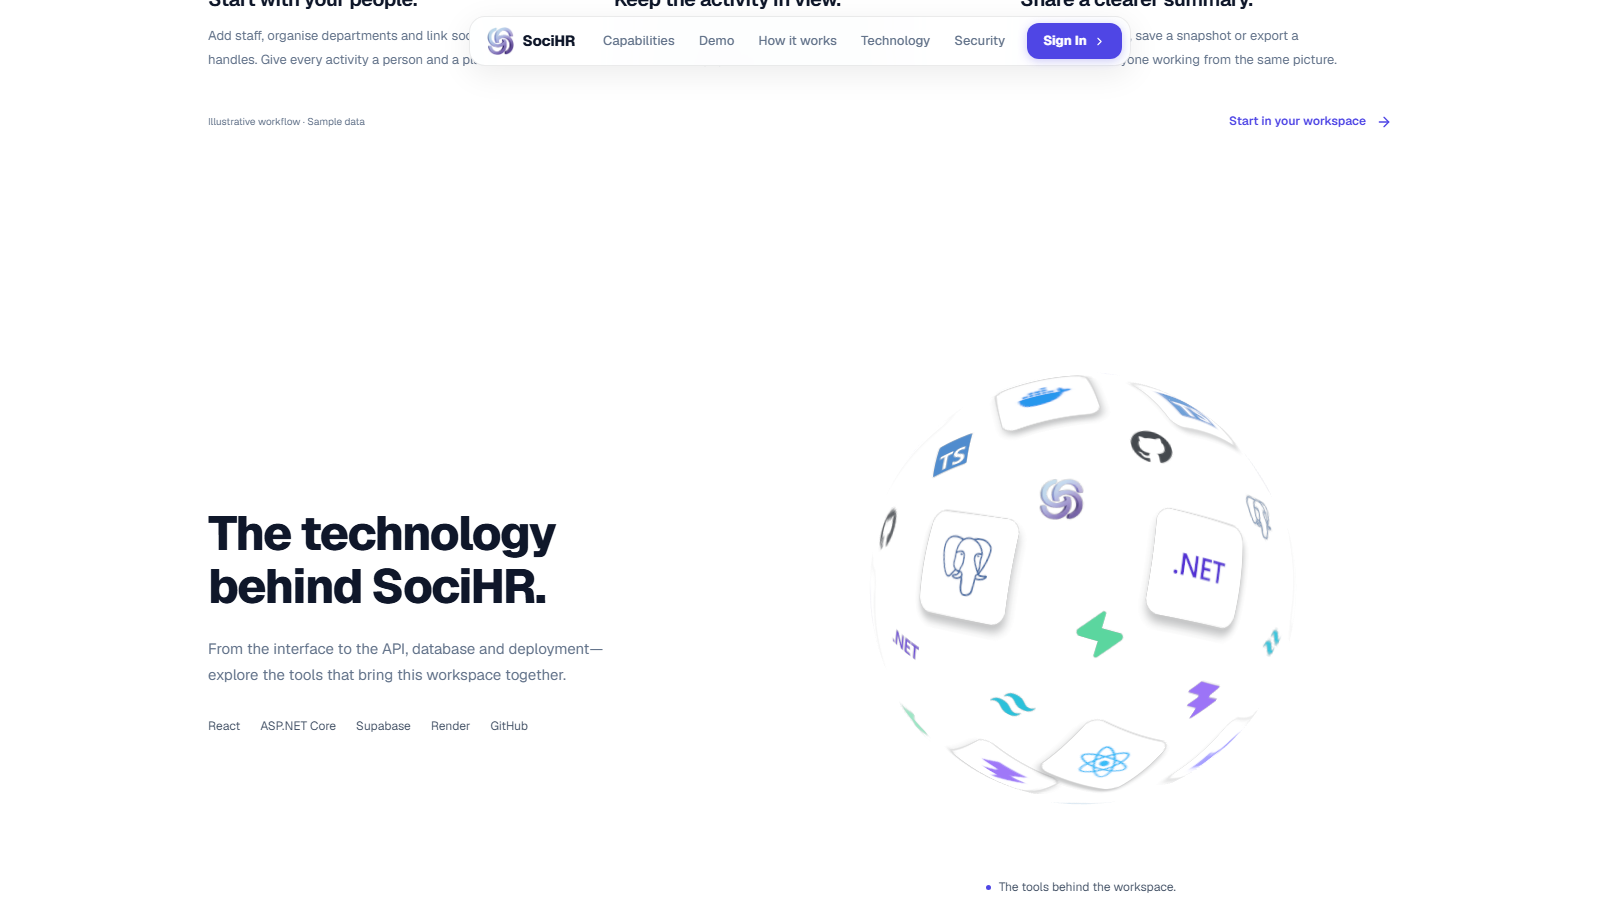 Start with your people.
Keep the activity in view.
Share a clearer summary.
SociHR
Capabilities
Demo
How it works
Technology
Security
Sign In
Add staff, organise departments and link
handles. Give every activity a person and a
save a snapshot or export a
one working from the same picture.
Illustrative workflow · Sample data
Start in your workspace
TS
.NET
.NET
The technology
behind SociHR.
From the interface to the API, database and deployment—
explore the tools that bring this workspace together.
React
ASP.NET Core
Supabase
Render
GitHub
The tools behind the workspace.